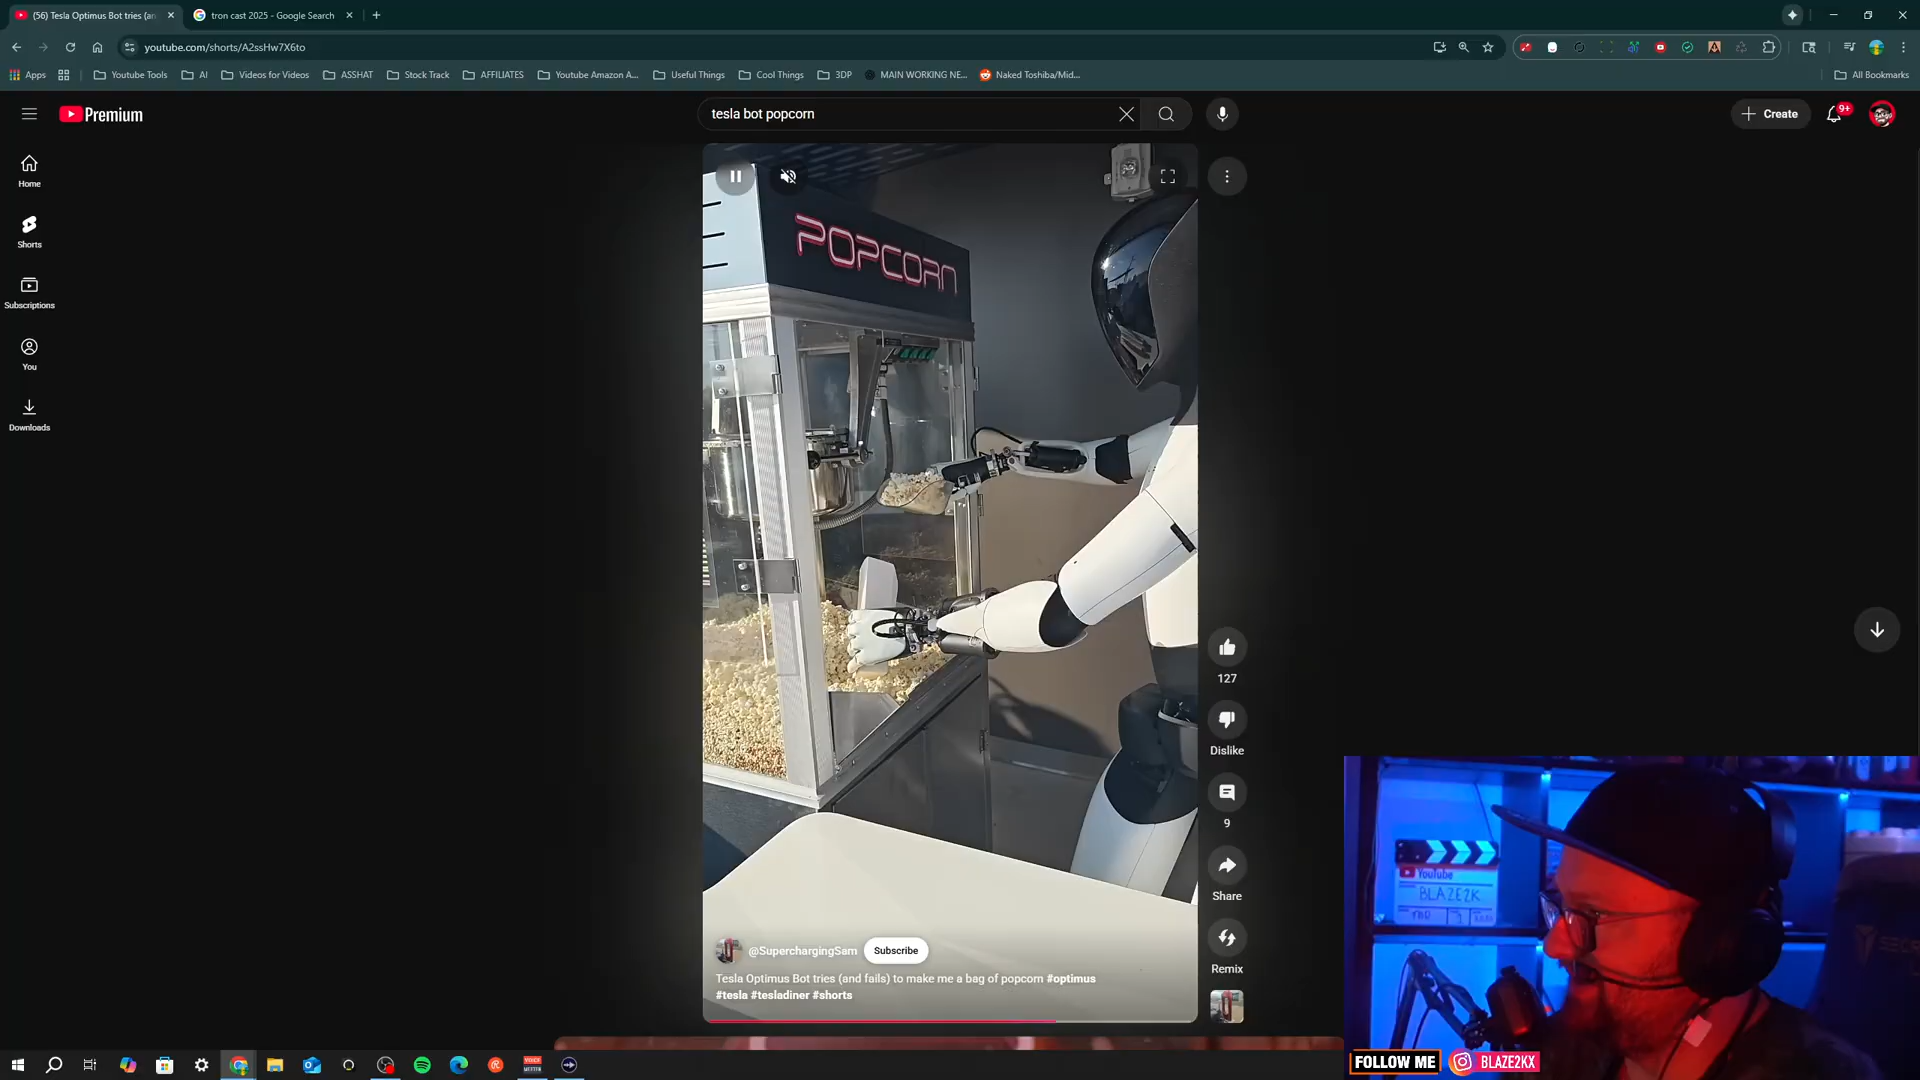 (56) Tesla Optimus Bot tries (an
tron cast 2025 - Google Search
youtube.com/shorts/A2ssHw7X6to
Apps
Youtube Tools
AI
Videos for Videos
ASSHAT
Stock Track
AFFILIATES
Youtube Amazon A...
Useful Things
Cool Things
3DP
MAIN WORKING NE...
Naked Toshiba/Mid...
All Bookmarks
Premium
tesla bot popcorn
Create
9+
Home
Shorts
Subscriptions
You
Downloads
POPCORN
127
Dislike
9
Share
Remix
@SuperchargingSam
Subscribe
Tesla Optimus Bot tries (and fails) to make me a bag of popcorn #optimus
#tesla #tesladiner #shorts
YouTube
BLAZE2K
FOLLOW ME
BLAZE2KX